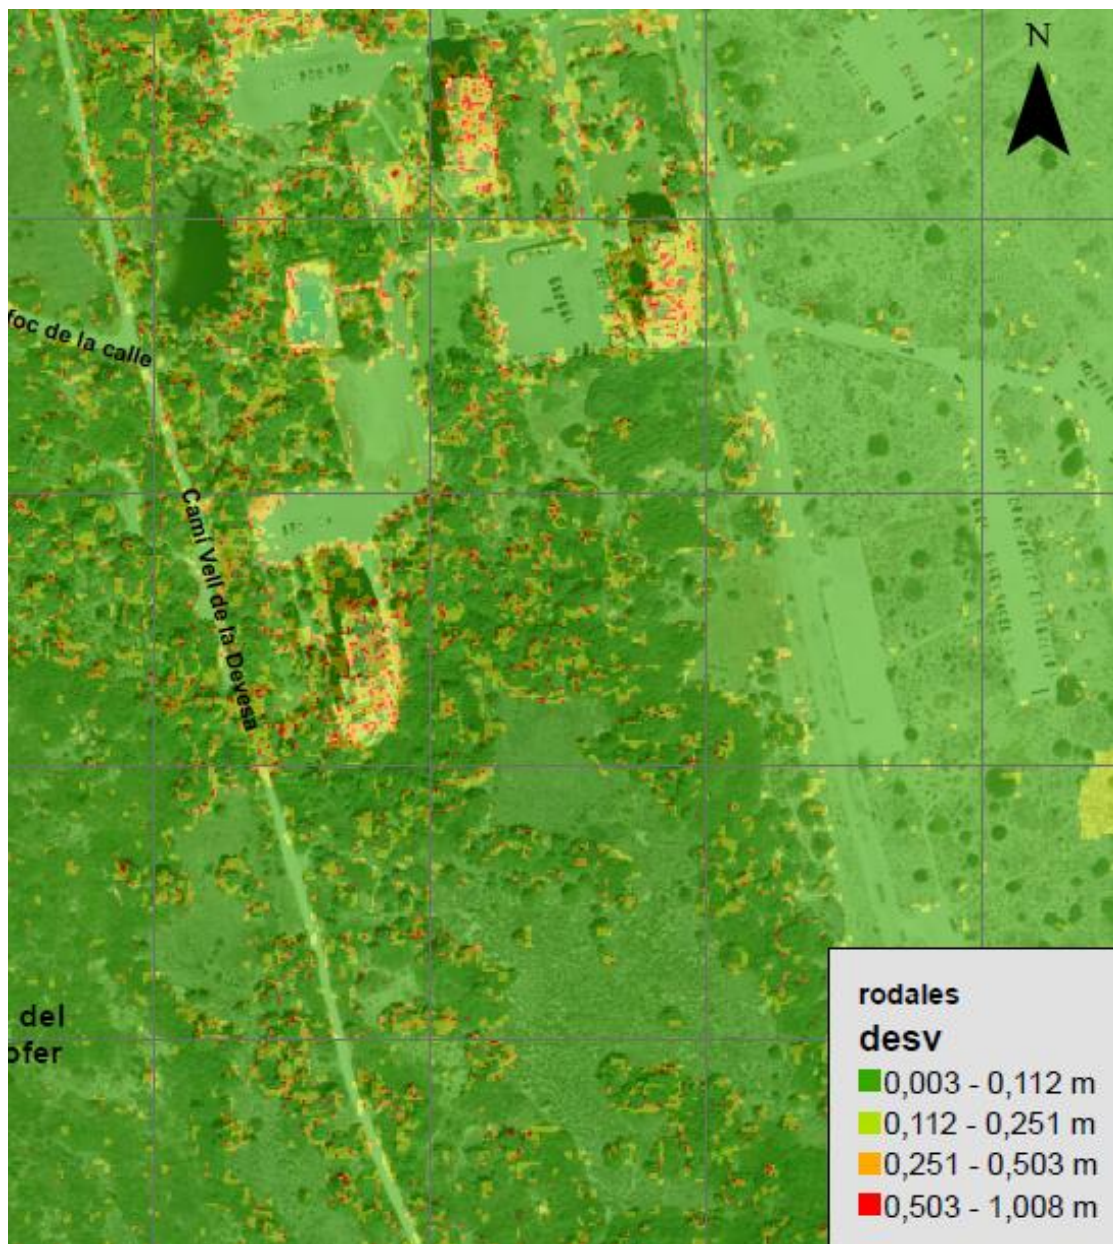 N
foc de la calle
Camí Vell de la Devesa
del
ofer
rodales
desv
0,003 - 0,112 m
0,112 - 0,251 m
0,251 - 0,503 m
0,503 - 1,008 m